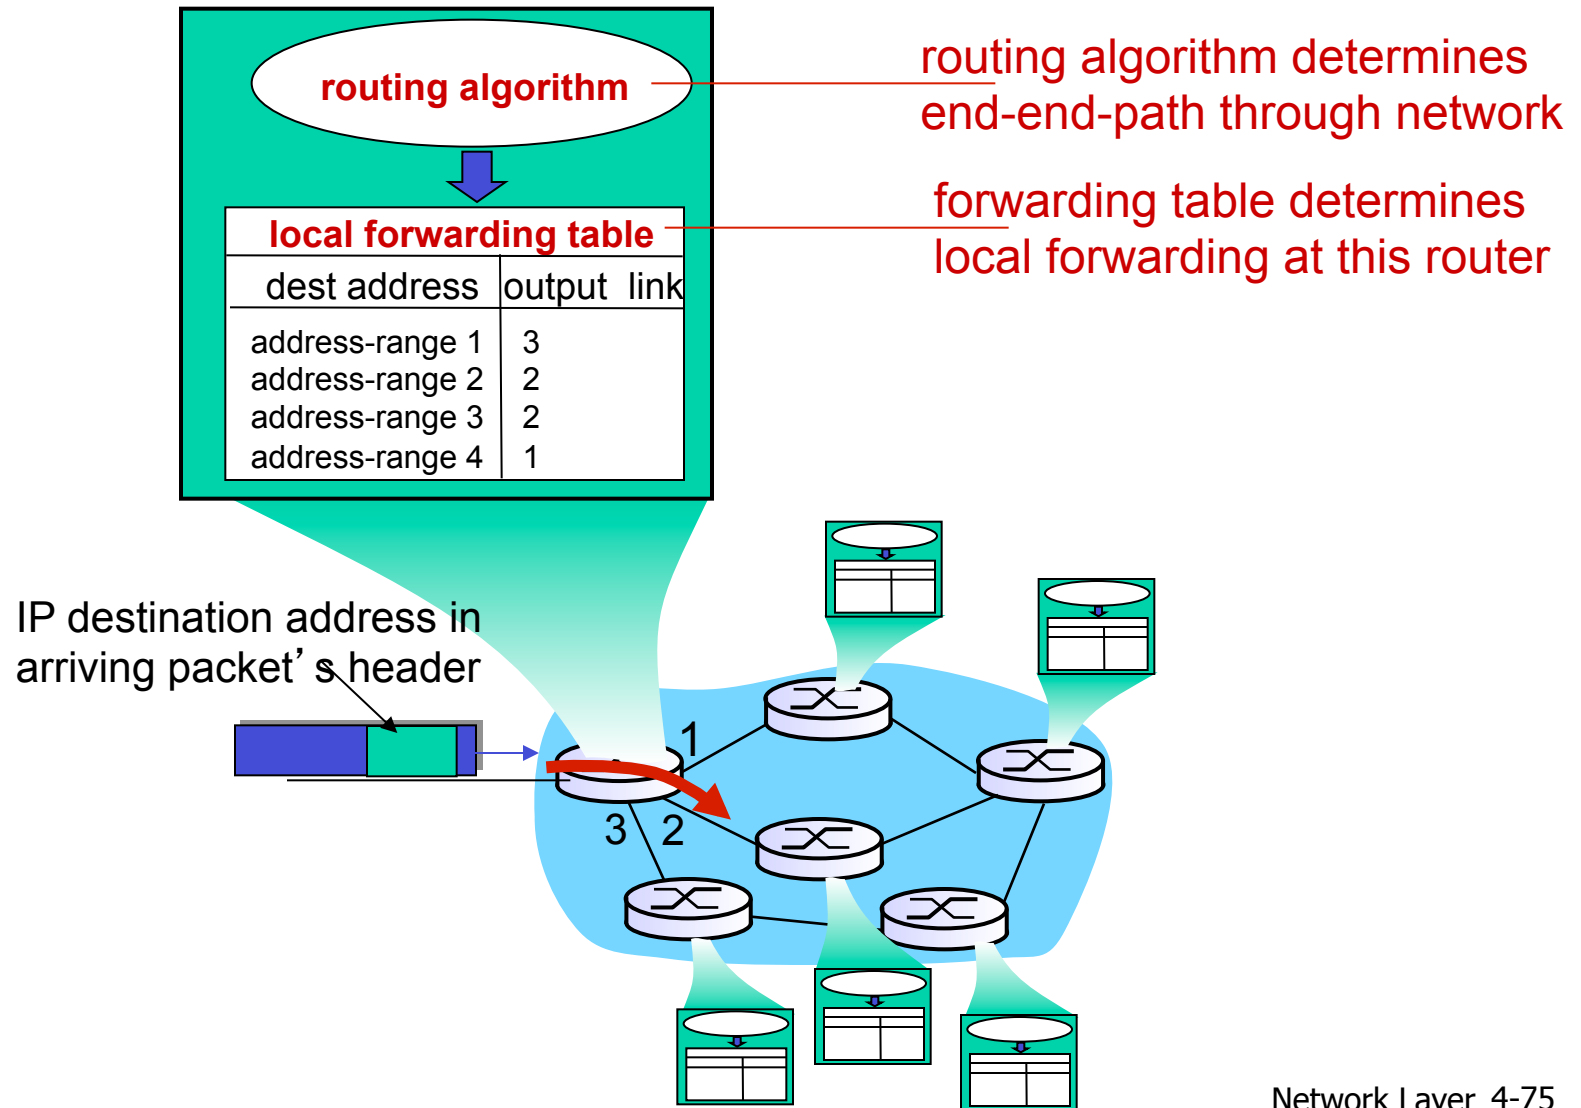 routing algorithm
routing algorithm determines
end-end-path through network
local forwarding table
forwarding table determines
local forwarding at this router
dest address output link
address-range 1 3
address-range 2 2
address-range 3 2
address-range 4 1
IP destination address in
arriving packet’s header
1
3 2
Network Layer 4-75